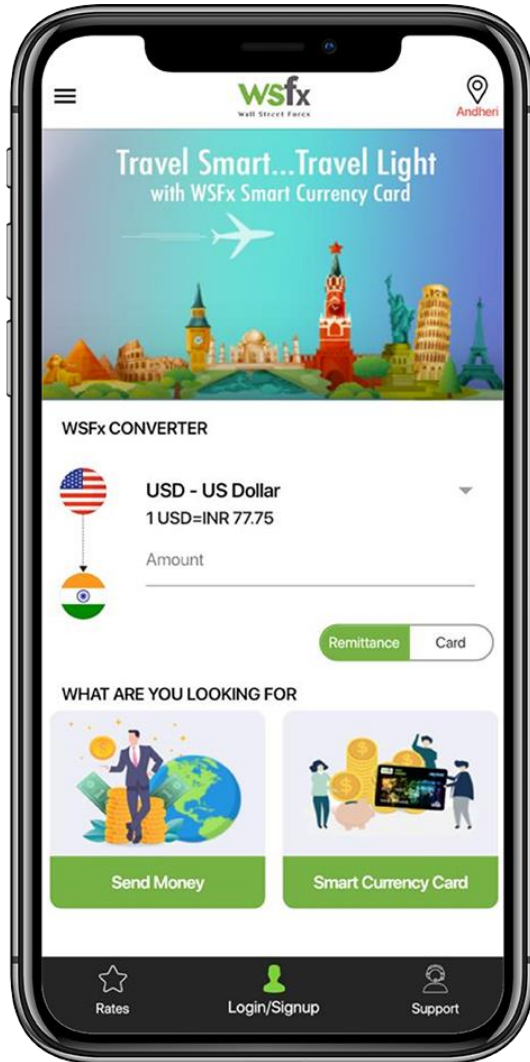 WSfx
Wall Street Forex
Andheri
Travel Smart...Travel Light
with WSFx Smart Currency Card
WSFx CONVERTER
USD - US Dollar
1 USD=INR 77.75
Amount
Remittance Card
WHAT ARE YOU LOOKING FOR
Send Money Smart Currency Card
Rates Login/Signup Support